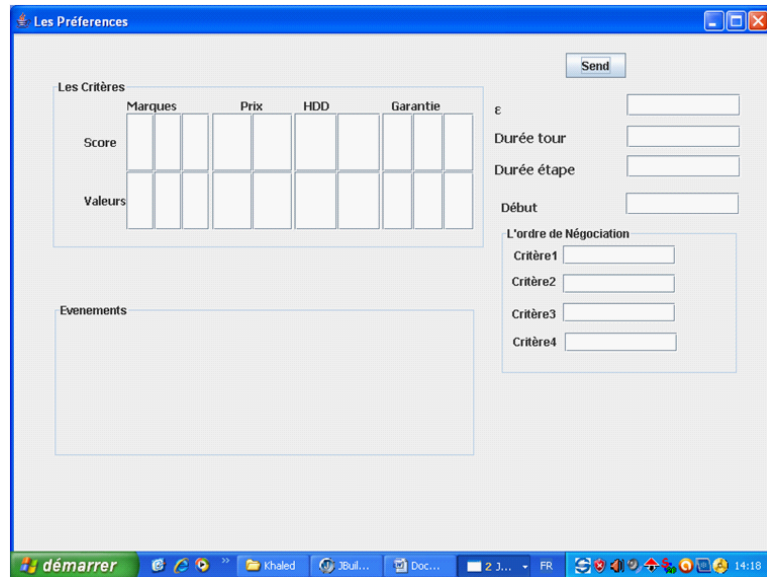 Les Préferences
Send
Les Critères
Marques Prix HDD Garantie
Score
Valeurs
ε
Durée tour
Durée étape
Début
L'ordre de Négociation
Critère1
Critère2
Critère3
Critère4
Evenements
démarrer » Khaled JBuil... Doc... 2 J... FR 14:18